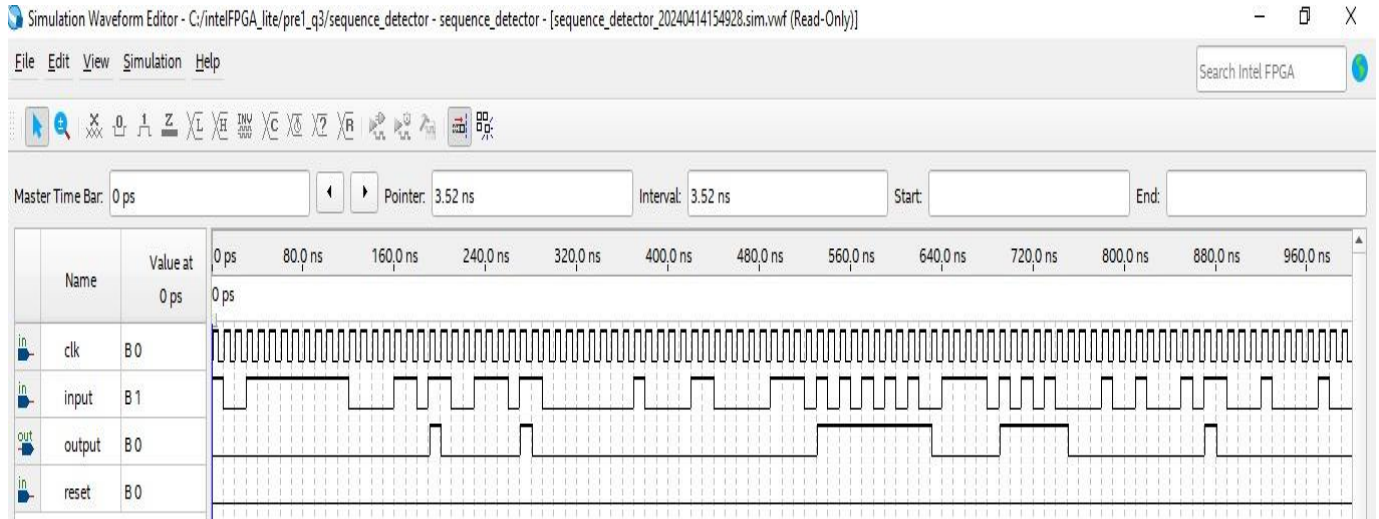 Simulation Waveform Editor - C:/intelFPGA_lite/pre1_q3/sequence_detector - sequence_detector - [sequence_detector_20240414154928.sim.vwf (Read-Only)]
File Edit View Simulation Help
Search Intel FPGA
Master Time Bar: 0 ps Pointer: 3.52 ns Interval: 3.52 ns Start: End:
Name Value at 0 ps
0 ps 80.0 ns 160.0 ns 240.0 ns 320.0 ns 400.0 ns 480.0 ns 560.0 ns 640.0 ns 720.0 ns 800.0 ns 880.0 ns 960.0 ns
0 ps
in clk B 0
in input B 1
out output B 0
in reset B 0